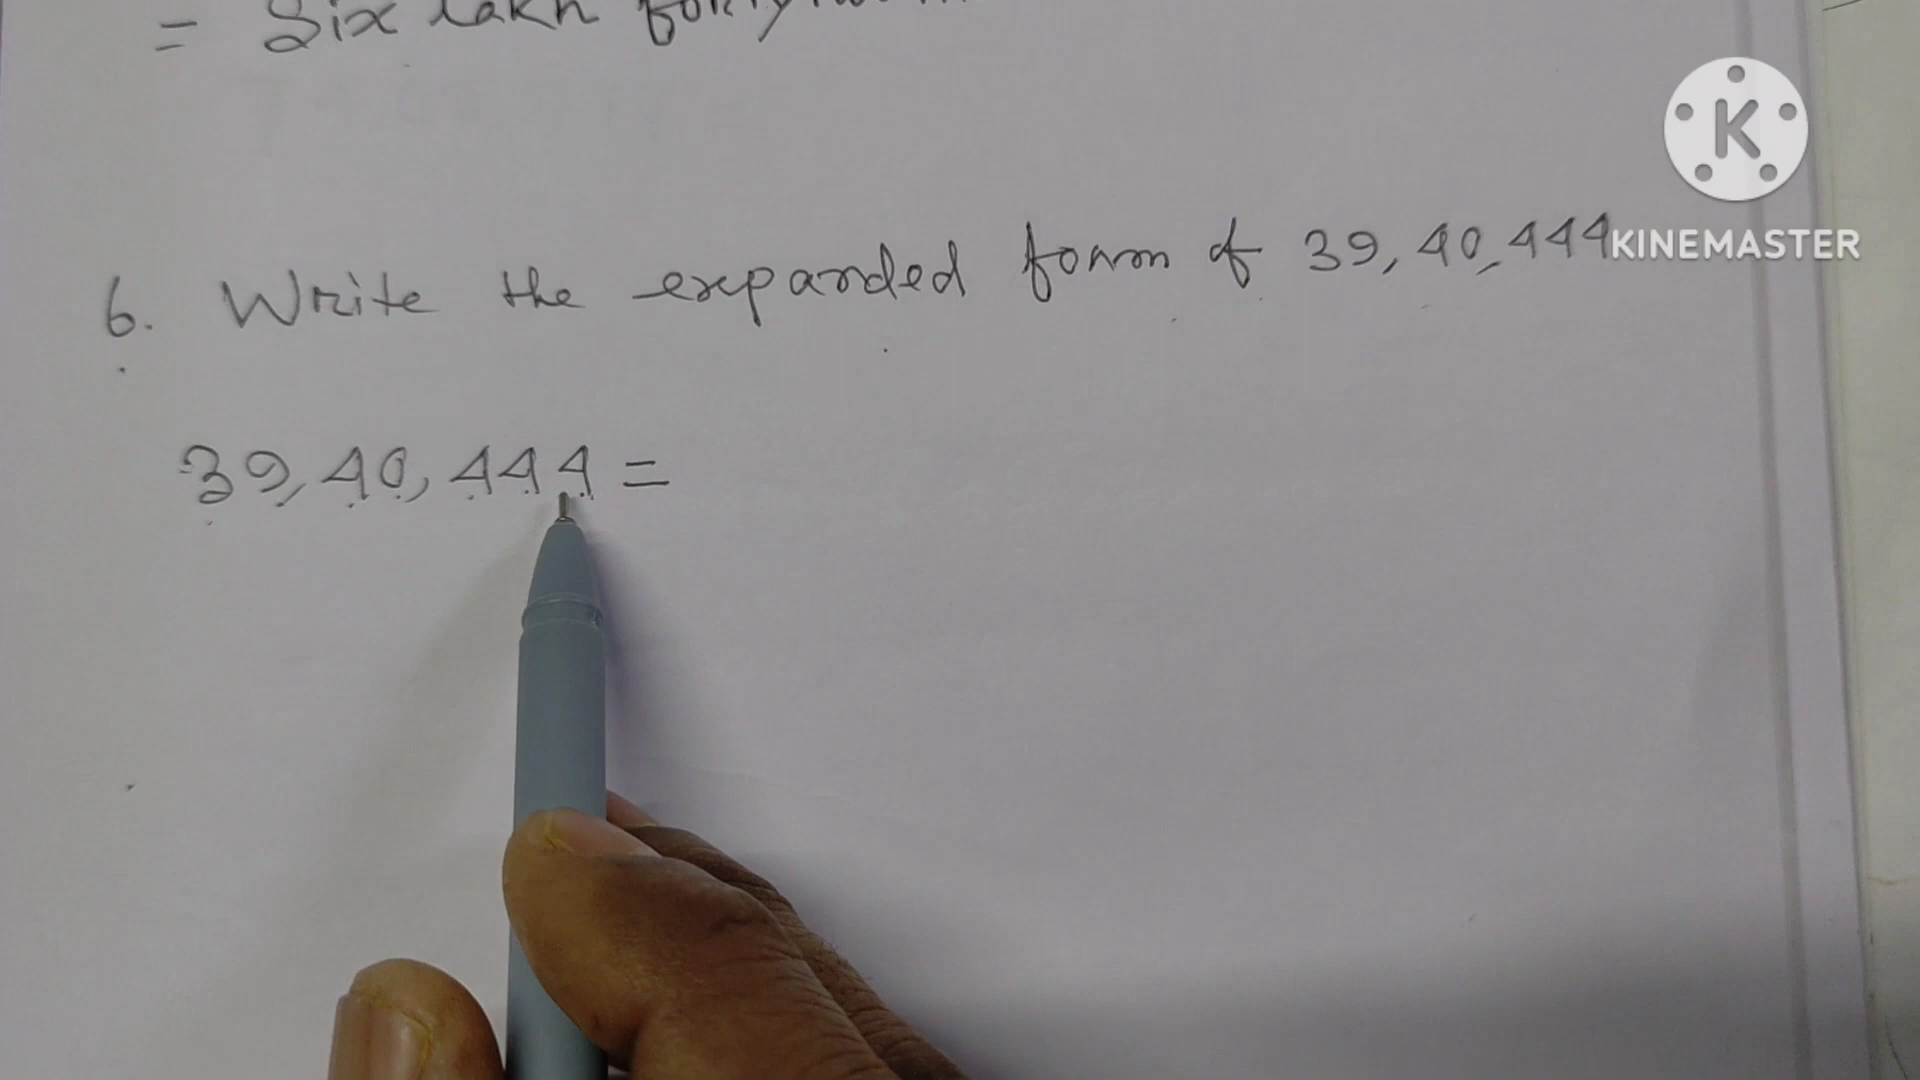 = Six lakh
6. Write the expanded form of 39,40,444
39,40,444 =
K
KINEMASTER